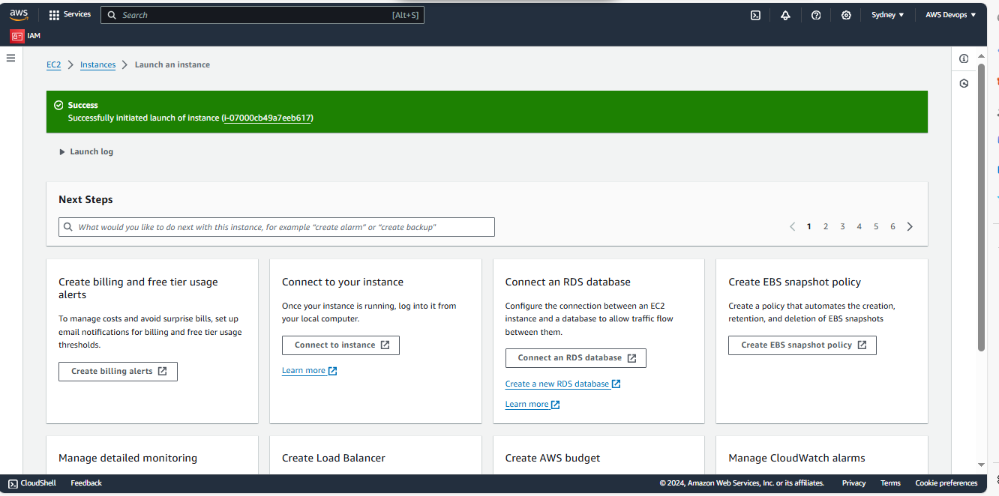 aws
Services
Search
[Alt+S]
Sydney
AWS Devops
IAM
EC2
Instances
Launch an instance
Success
Successfully initiated launch of instance (i-07000cb49a7eeb617)
Launch log
Next Steps
What would you like to do next with this instance, for example "create alarm" or "create backup"
1 2 3 4 5 6
Create billing and free tier usage
alerts
To manage costs and avoid surprise bills, set up
email notifications for billing and free tier usage
thresholds.
Create billing alerts
Connect to your instance
Once your instance is running, log into it from
your local computer.
Connect to instance
Learn more
Connect an RDS database
Configure the connection between an EC2
instance and a database to allow traffic flow
between them.
Connect an RDS database
Create a new RDS database
Learn more
Create EBS snapshot policy
Create a policy that automates the creation,
retention, and deletion of EBS snapshots
Create EBS snapshot policy
Manage detailed monitoring
Create Load Balancer
Create AWS budget
Manage CloudWatch alarms
CloudShell
Feedback
© 2024, Amazon Web Services, Inc. or its affiliates.
Privacy
Terms
Cookie preferences